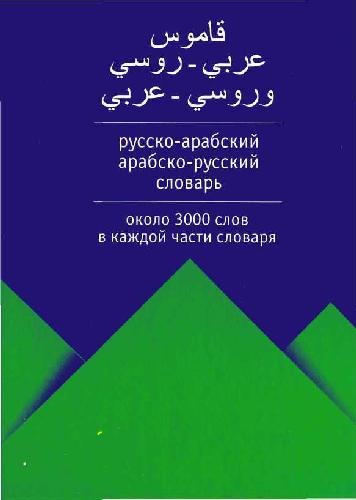 قاموس
عربي - روسي
وروسي - عربي
русско-арабский
арабско-русский
словарь
около 3000 слов
в каждой части словаря